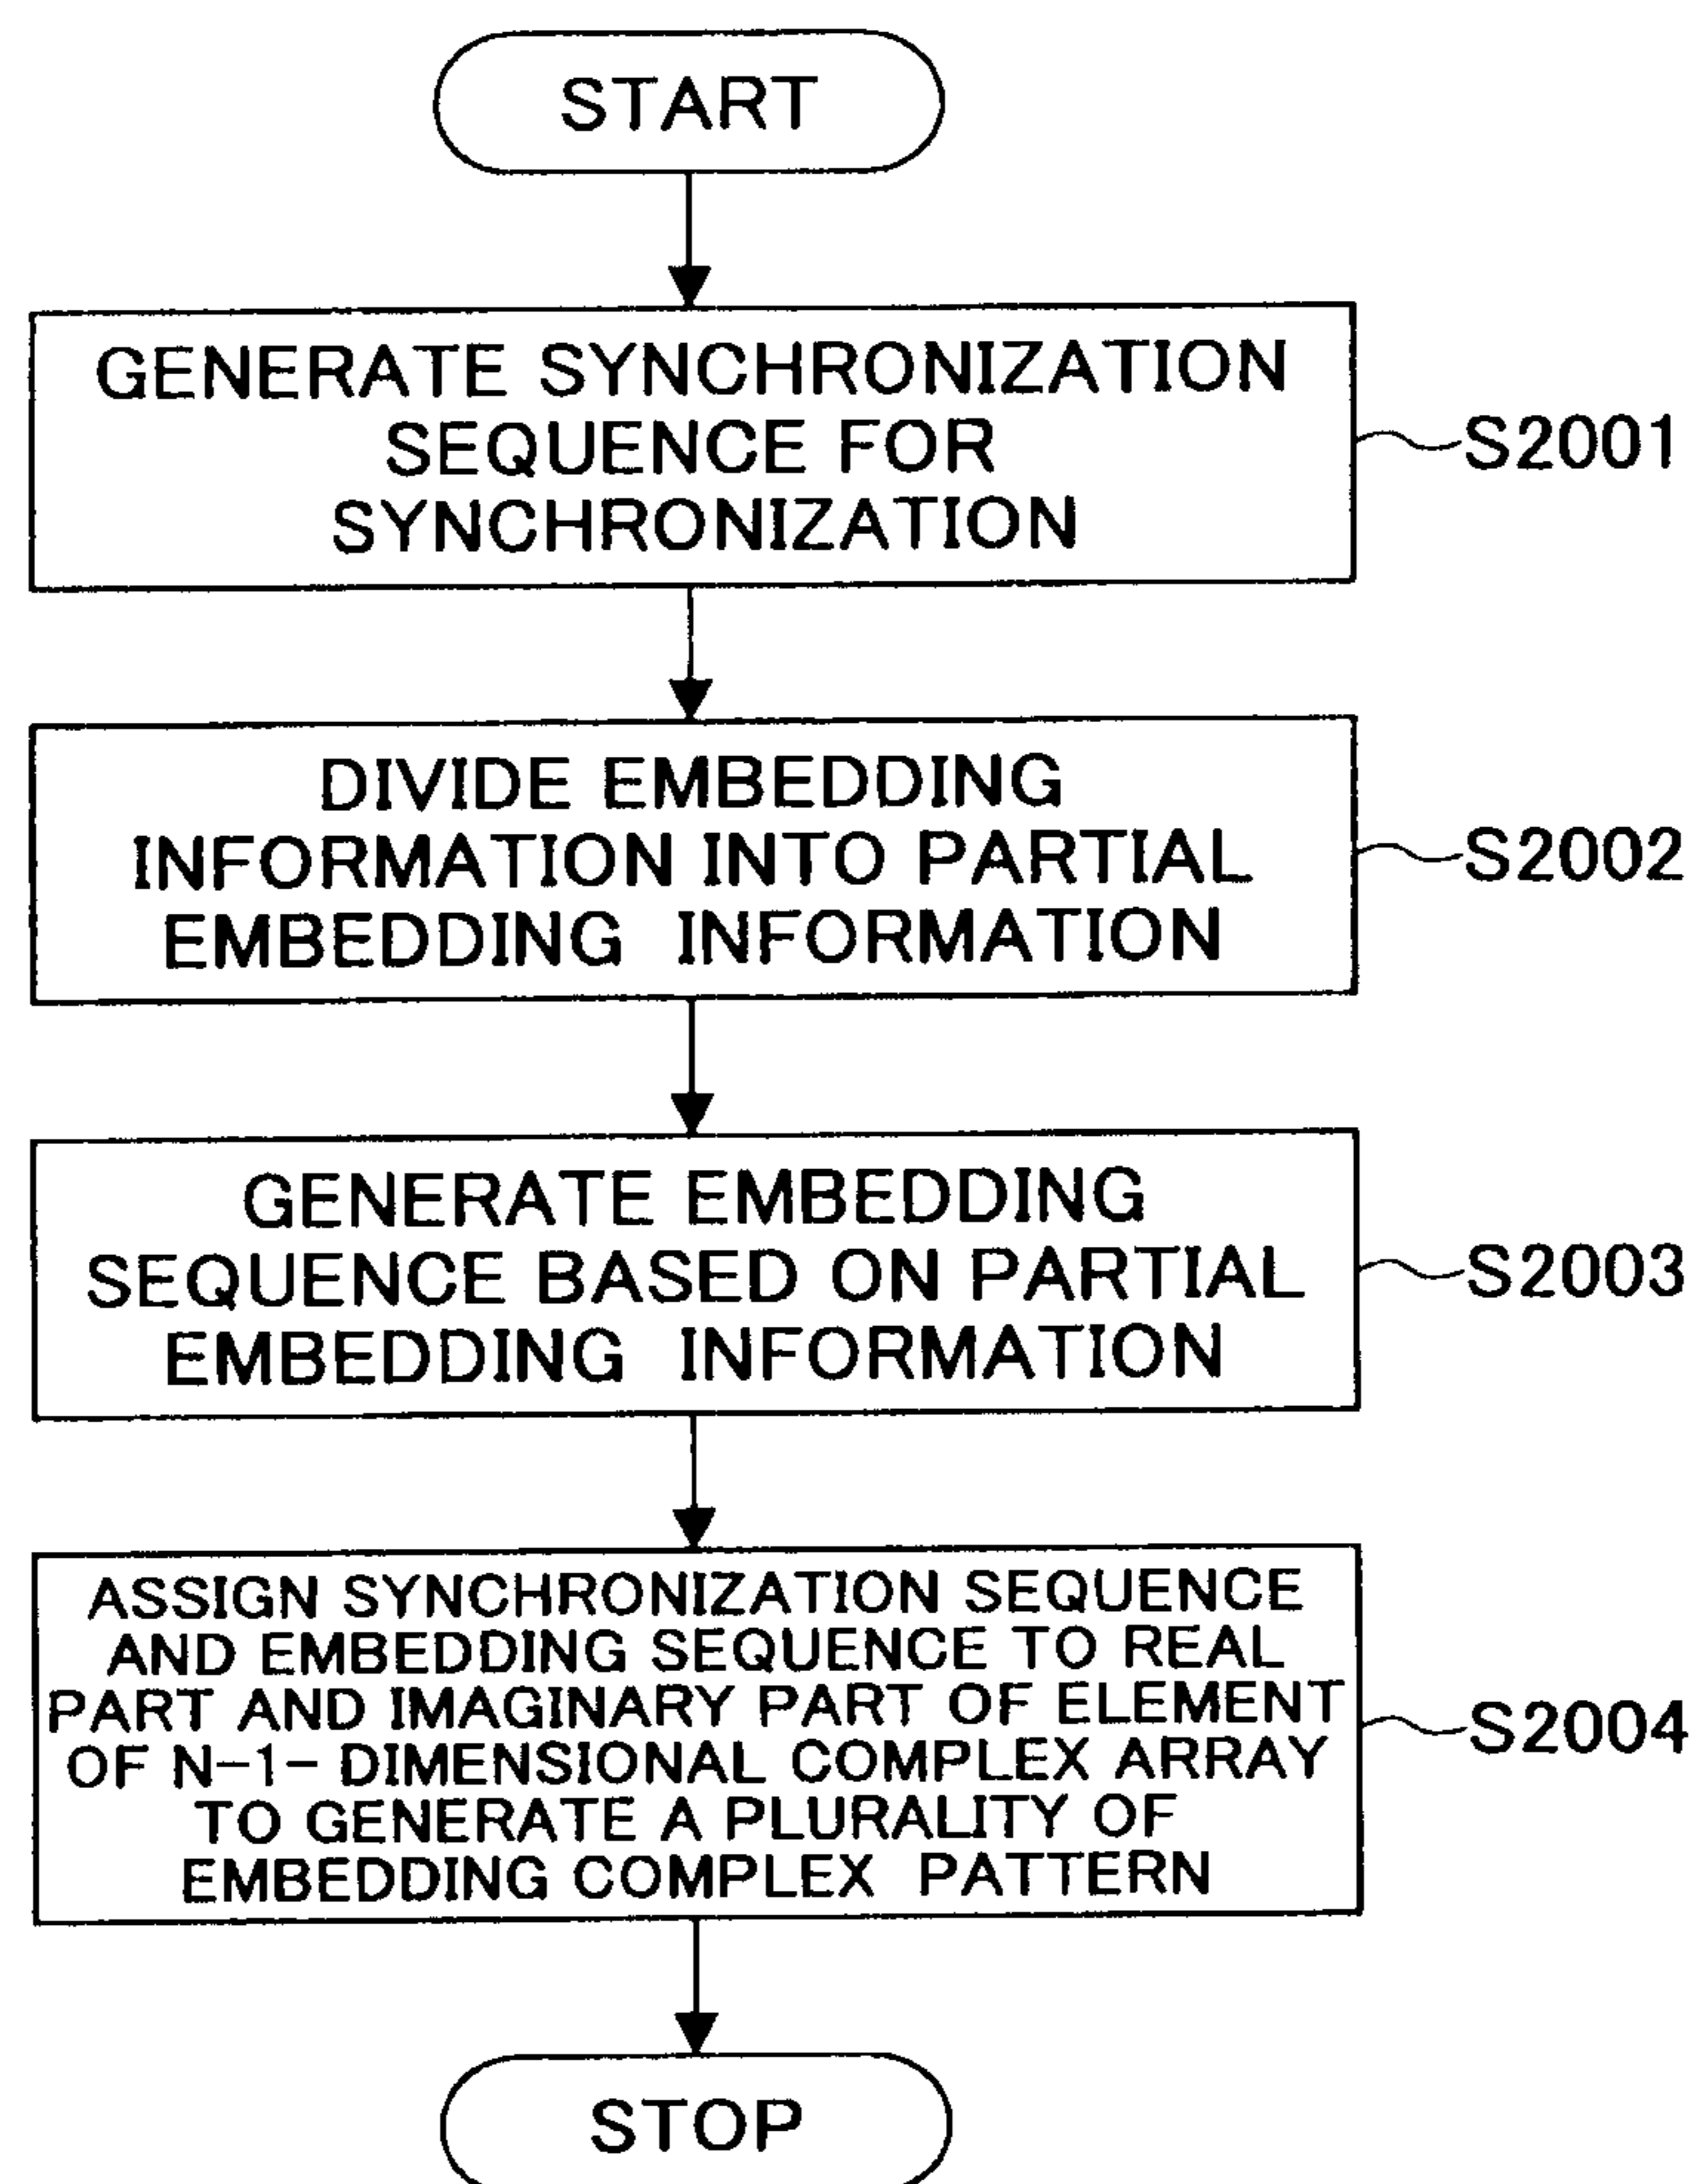 START
GENERATE SYNCHRONIZATION
SEQUENCE FOR
SYNCHRONIZATION
S2001
DIVIDE EMBEDDING
INFORMATION INTO PARTIAL
EMBEDDING INFORMATION
S2002
GENERATE EMBEDDING
SEQUENCE BASED ON PARTIAL
EMBEDDING INFORMATION
S2003
ASSIGN SYNCHRONIZATION SEQUENCE
AND EMBEDDING SEQUENCE TO REAL
PART AND IMAGINARY PART OF ELEMENT
OF N-1- DIMENSIONAL COMPLEX ARRAY
TO GENERATE A PLURALITY OF
EMBEDDING COMPLEX PATTERN
S2004
STOP